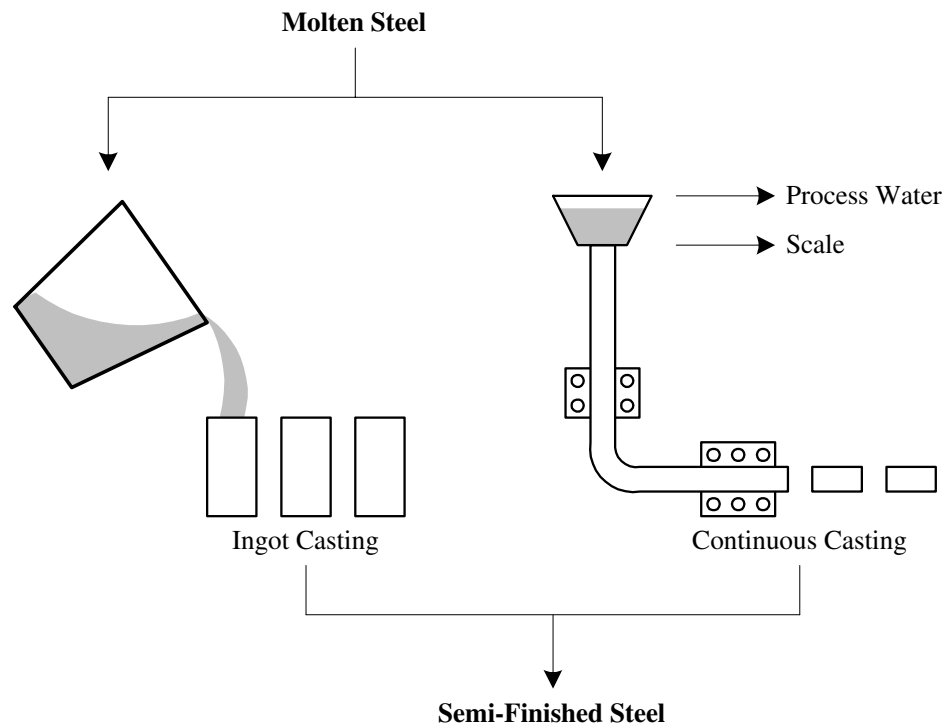 Molten Steel
Process Water
Scale
Ingot Casting
Continuous Casting
Semi-Finished Steel